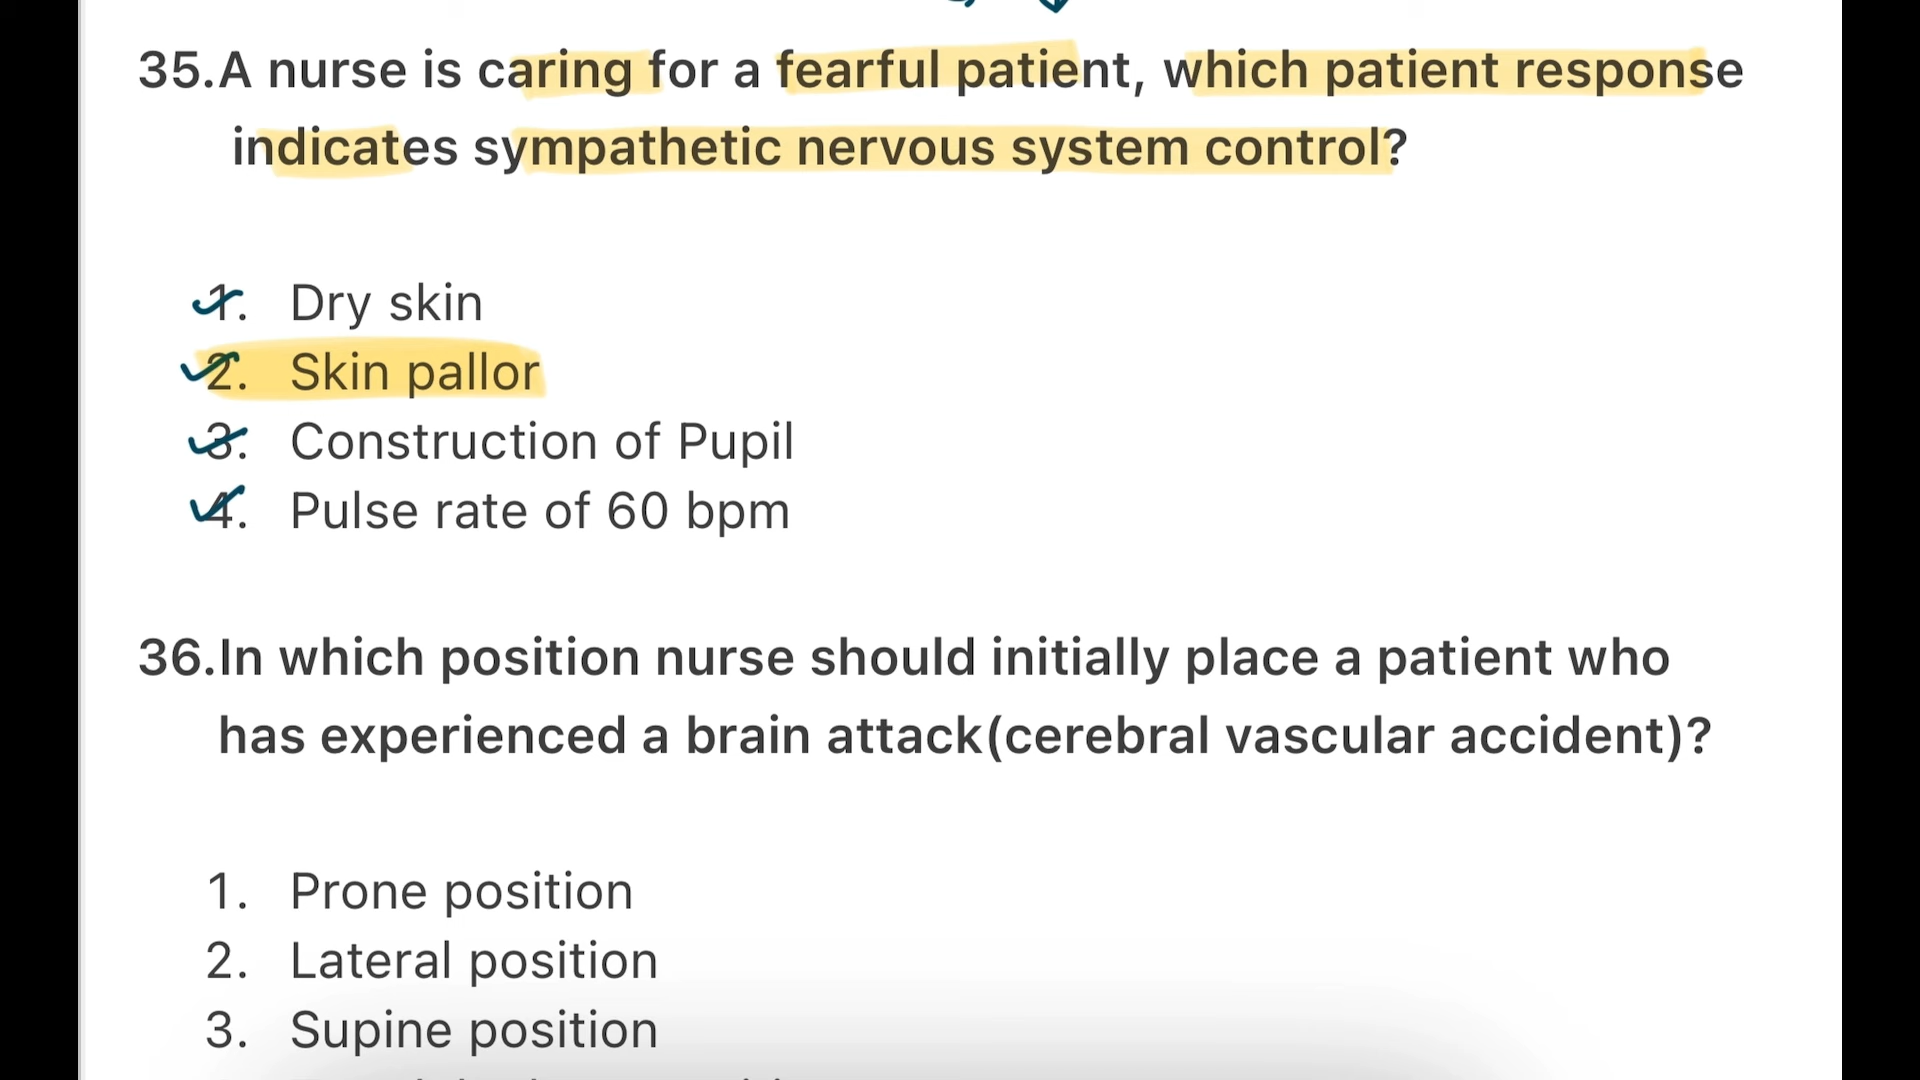 35.A nurse is caring for a fearful patient, which patient response
indicates sympathetic nervous system control?
1. Dry skin
2. Skin pallor
3. Construction of Pupil
4. Pulse rate of 60 bpm
36.In which position nurse should initially place a patient who
has experienced a brain attack(cerebral vascular accident)?
1. Prone position
2. Lateral position
3. Supine position